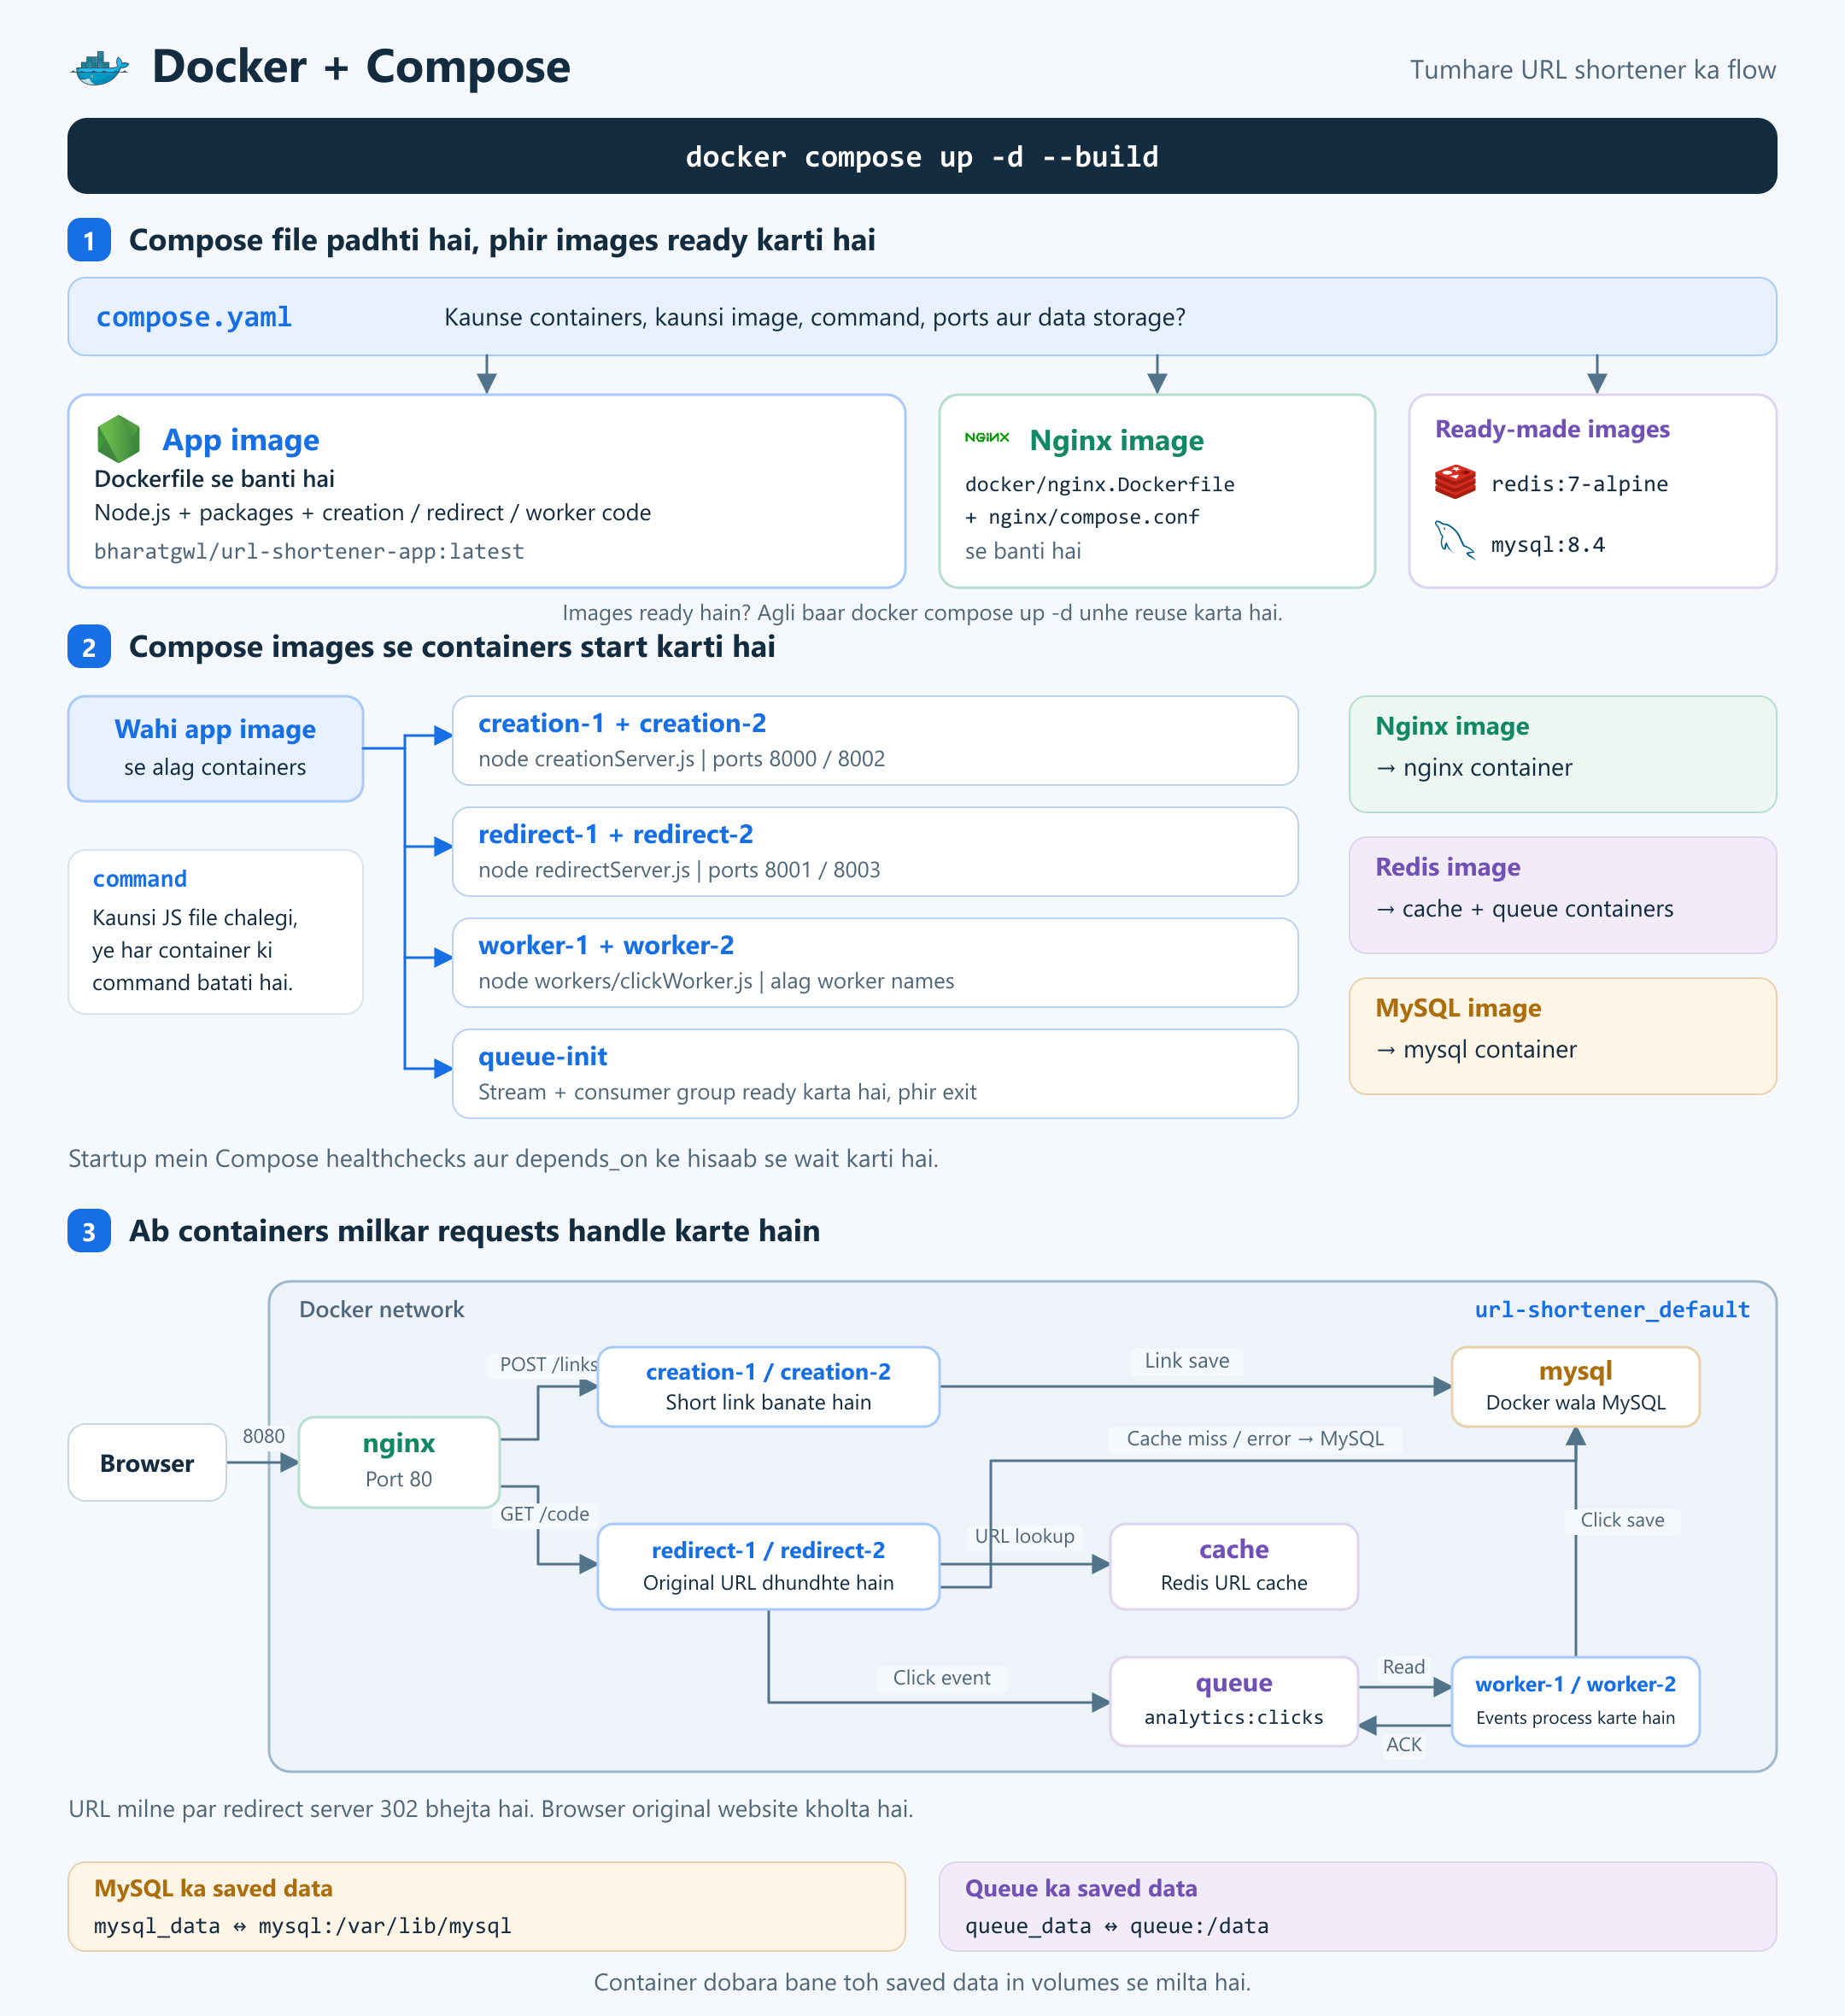 Docker + Compose
Tumhare URL shortener ka flow
docker compose up -d --build
1 Compose file padhti hai, phir images ready karti hai
compose.yaml
Kaunse containers, kaunsi image, command, ports aur data storage?
App image
Dockerfile se banti hai
Node.js + packages + creation / redirect / worker code
bharatgwl/url-shortener-app:latest
NGINX
Nginx image
docker/nginx.Dockerfile
+ nginx/compose.conf
se banti hai
Ready-made images
redis:7-alpine
mysql:8.4
Images ready hain? Agli baar docker compose up -d unhe reuse karta hai.
2 Compose images se containers start karti hai
Wahi app image
se alag containers
command
Kaunsi JS file chalegi,
ye har container ki
command batati hai.
creation-1 + creation-2
node creationServer.js | ports 8000 / 8002
redirect-1 + redirect-2
node redirectServer.js | ports 8001 / 8003
worker-1 + worker-2
node workers/clickWorker.js | alag worker names
queue-init
Stream + consumer group ready karta hai, phir exit
Nginx image
→ nginx container
Redis image
→ cache + queue containers
MySQL image
→ mysql container
Startup mein Compose healthchecks aur depends_on ke hisaab se wait karti hai.
3 Ab containers milkar requests handle karte hain
Docker network
url-shortener_default
Browser
8080
nginx
Port 80
POST /links
GET /code
creation-1 / creation-2
Short link banate hain
Link save
mysql
Docker wala MySQL
Cache miss / error → MySQL
redirect-1 / redirect-2
Original URL dhundhte hain
URL lookup
cache
Redis URL cache
Click save
Click event
queue
analytics:clicks
Read
ACK
worker-1 / worker-2
Events process karte hain
URL milne par redirect server 302 bhejta hai. Browser original website kholta hai.
MySQL ka saved data
mysql_data ↔ mysql:/var/lib/mysql
Queue ka saved data
queue_data ↔ queue:/data
Container dobara bane toh saved data in volumes se milta hai.